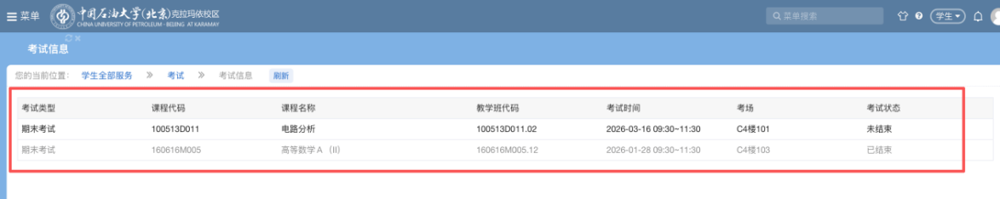 菜单 中国石油大学(北京)克拉玛依校区 菜单搜索 学生
CHINA UNIVERSITY OF PETROLEUM - BEIJING AT KARAMAY
考试信息
您的当前位置: 学生全部服务 » 考试 » 考试信息 刷新
考试类型 课程代码 课程名称 教学班代码 考试时间 考场 考试状态
期末考试 100513D011 电路分析 100513D011.02 2026-03-16 09:30~11:30 C4楼101 未结束
期末考试 160616M005 高等数学A (II) 160616M005.12 2026-01-28 09:30~11:30 C4楼103 已结束